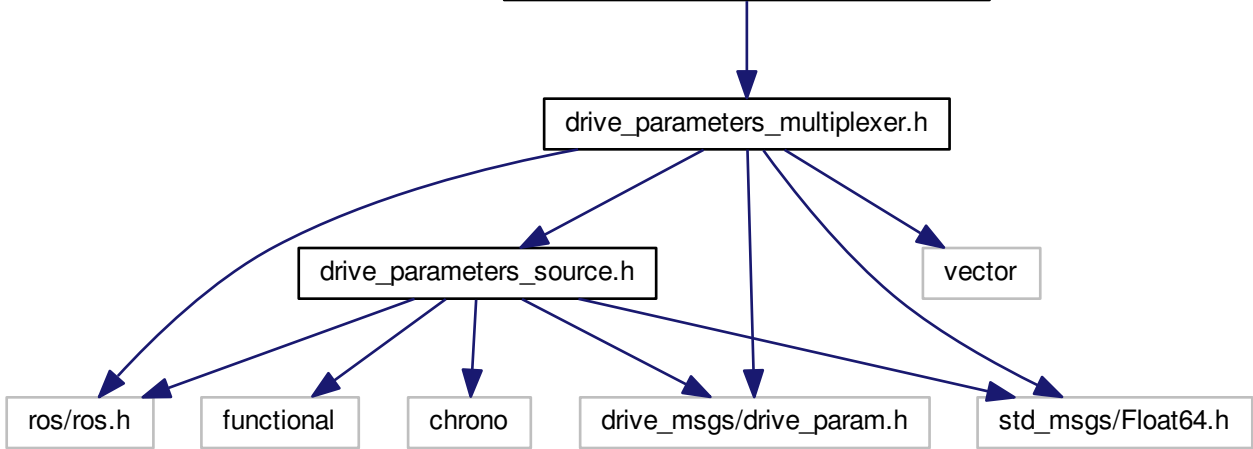 drive_parameters_multiplexer.h
drive_parameters_source.h
vector
ros/ros.h
functional
chrono
drive_msgs/drive_param.h
std_msgs/Float64.h